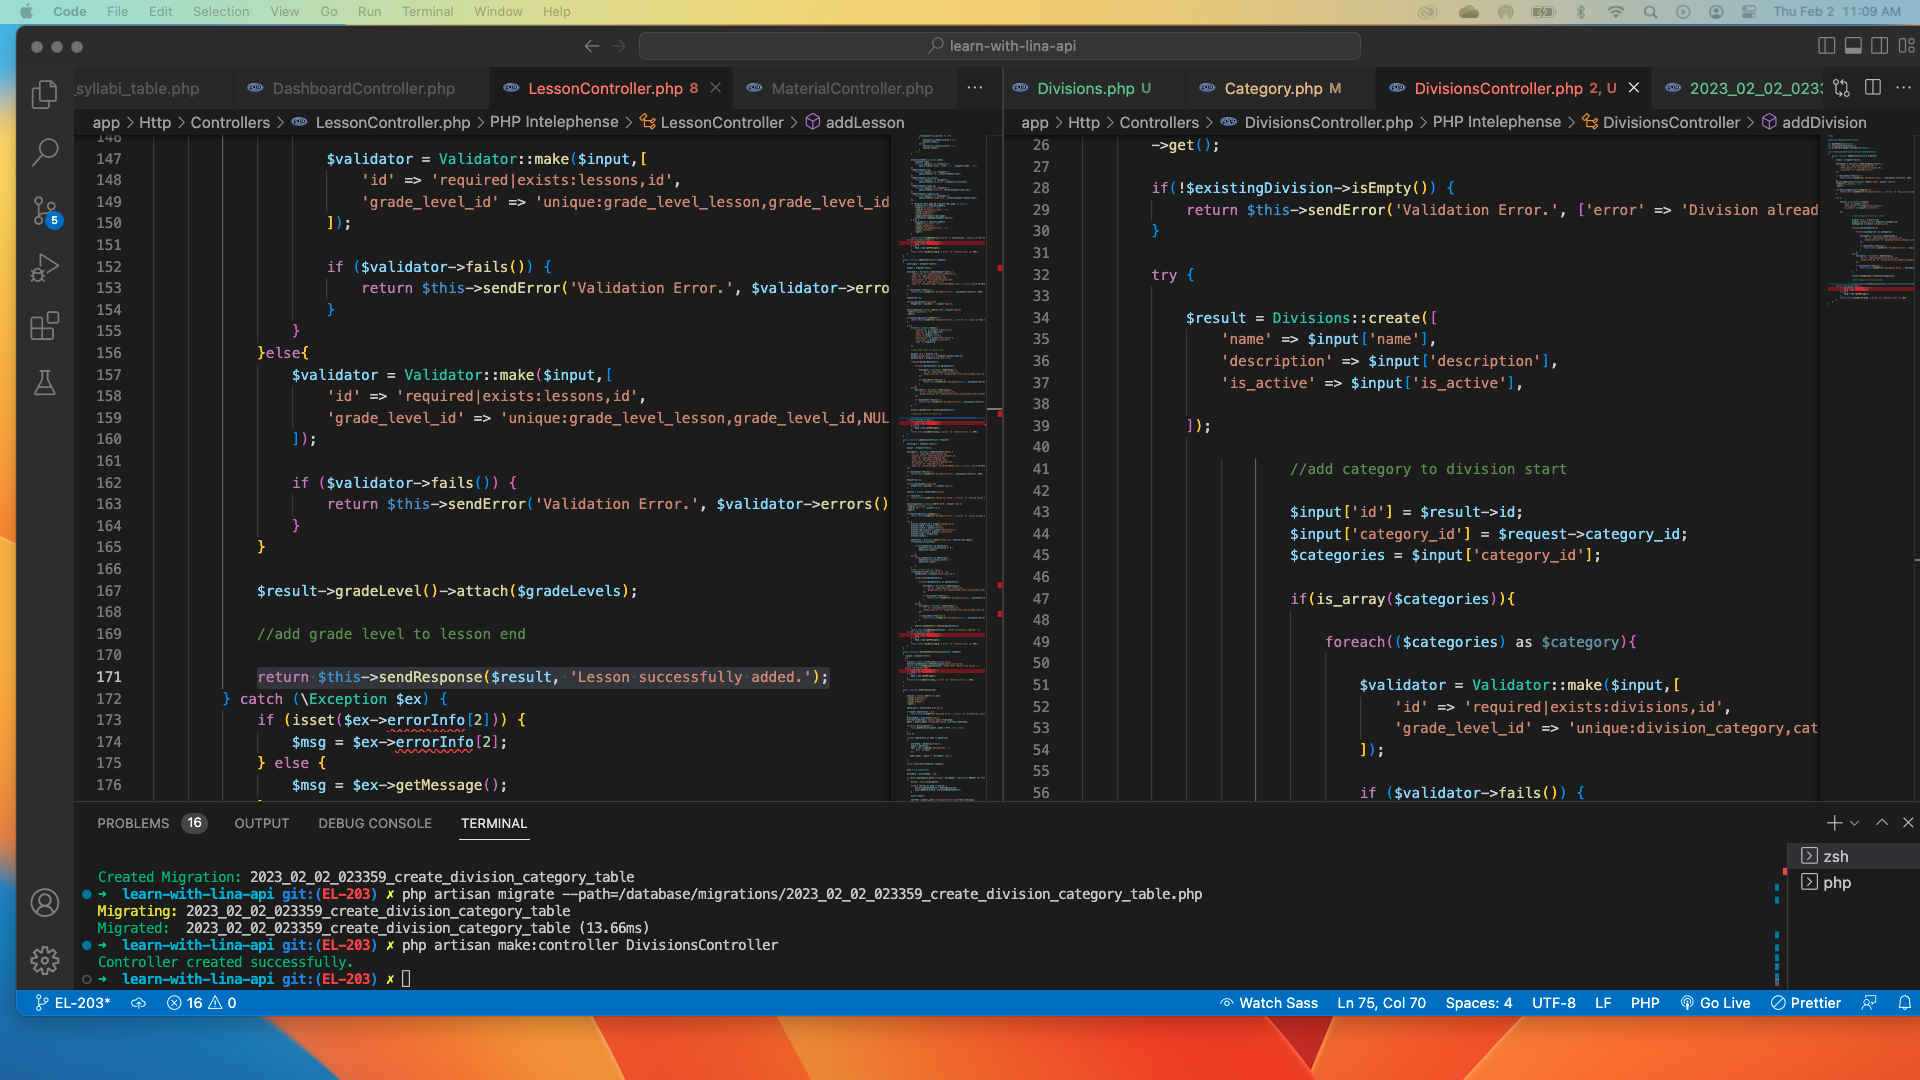 Code File Edit Selection View Go Run Terminal Window Help Thu Feb 2 11:09 AM
learn-with-lina-api
_syllabi_table.php DashboardController.php LessonController.php 8 MaterialController.php ···
app > Http > Controllers > LessonController.php > PHP Intelephense > LessonController > addLesson
146
147 $validator = Validator::make($input,[
148 'id' => 'required|exists:lessons,id',
149 'grade_level_id' => 'unique:grade_level_lesson,grade_level_id
150 ]);
151
152 if ($validator->fails()) {
153 return $this->sendError('Validation Error.', $validator->erro
154 }
155 }
156 }else{
157 $validator = Validator::make($input,[
158 'id' => 'required|exists:lessons,id',
159 'grade_level_id' => 'unique:grade_level_lesson,grade_level_id,NUL
160 ]);
161
162 if ($validator->fails()) {
163 return $this->sendError('Validation Error.', $validator->errors()
164 }
165 }
166
167 $result->gradeLevel()->attach($gradeLevels);
168
169 //add grade level to lesson end
170
171 return $this->sendResponse($result, 'Lesson successfully added.');
172 } catch (\Exception $ex) {
173 if (isset($ex->errorInfo[2])) {
174 $msg = $ex->errorInfo[2];
175 } else {
176 $msg = $ex->getMessage();
Divisions.php U Category.php M DivisionsController.php 2, U 2023_02_02_023: ···
app > Http > Controllers > DivisionsController.php > PHP Intelephense > DivisionsController > addDivision
26 ->get();
27
28 if(!$existingDivision->isEmpty()) {
29 return $this->sendError('Validation Error.', ['error' => 'Division alread
30 }
31
32 try {
33
34 $result = Divisions::create([
35 'name' => $input['name'],
36 'description' => $input['description'],
37 'is_active' => $input['is_active'],
38
39 ]);
40
41 //add category to division start
42
43 $input['id'] = $result->id;
44 $input['category_id'] = $request->category_id;
45 $categories = $input['category_id'];
46
47 if(is_array($categories)){
48
49 foreach(($categories) as $category){
50
51 $validator = Validator::make($input,[
52 'id' => 'required|exists:divisions,id',
53 'grade_level_id' => 'unique:division_category,cat
54 ]);
55
56 if ($validator->fails()) {
PROBLEMS 16 OUTPUT DEBUG CONSOLE TERMINAL
Created Migration: 2023_02_02_023359_create_division_category_table
➜ learn-with-lina-api git:(EL-203) ✗ php artisan migrate --path=/database/migrations/2023_02_02_023359_create_division_category_table.php
Migrating: 2023_02_02_023359_create_division_category_table
Migrated: 2023_02_02_023359_create_division_category_table (13.66ms)
➜ learn-with-lina-api git:(EL-203) ✗ php artisan make:controller DivisionsController
Controller created successfully.
➜ learn-with-lina-api git:(EL-203) ✗
zsh
php
5
EL-203* 16 0 Watch Sass Ln 75, Col 70 Spaces: 4 UTF-8 LF PHP Go Live Prettier